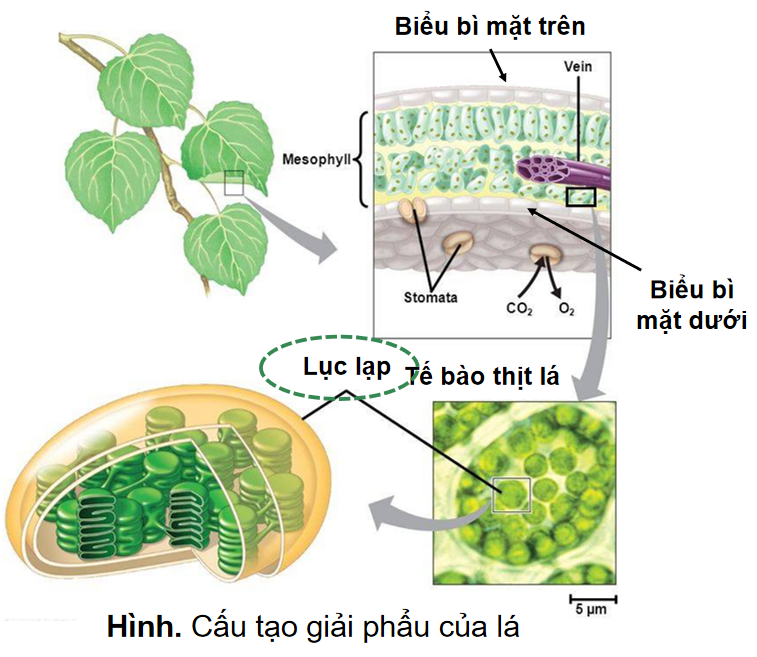 Biểu bì mặt trên
Vein
Mesophyll
Stomata
CO₂
O₂
Biểu bì
mặt dưới
Lục lạp
Tế bào thịt lá
5 µm
Hình. Cấu tạo giải phẩu của lá